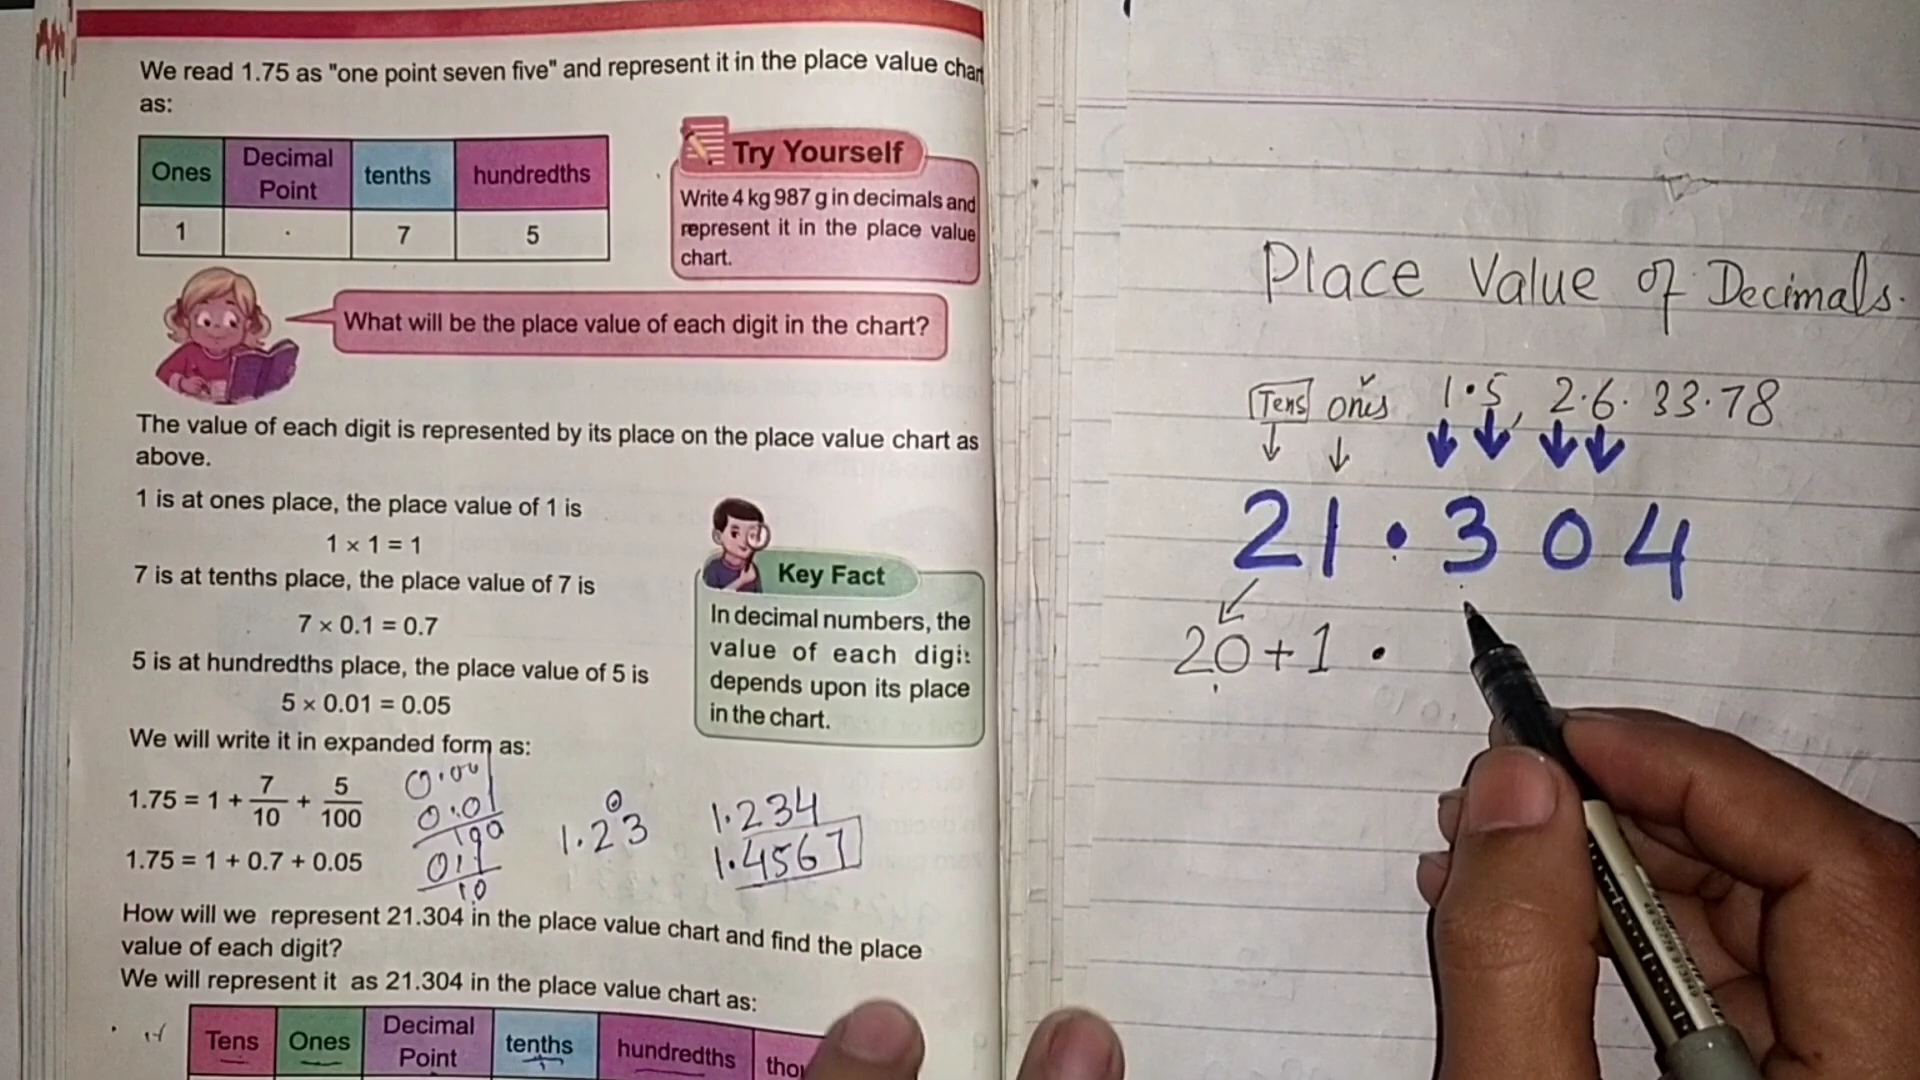 We read 1.75 as "one point seven five" and represent it in the place value chart
as:
Ones Decimal Point tenths hundredths
1 . 7 5
Try Yourself
Write 4 kg 987 g in decimals and
represent it in the place value
chart.
What will be the place value of each digit in the chart?
The value of each digit is represented by its place on the place value chart as
above.
1 is at ones place, the place value of 1 is
1 × 1 = 1
7 is at tenths place, the place value of 7 is
7 × 0.1 = 0.7
5 is at hundredths place, the place value of 5 is
5 × 0.01 = 0.05
Key Fact
In decimal numbers, the
value of each digit
depends upon its place
in the chart.
We will write it in expanded form as:
1.75 = 1 + 7/10 + 5/100
1.75 = 1 + 0.7 + 0.05
0.01
100
10
1.23
0
1.234
1.4567
How will we represent 21.304 in the place value chart and find the place
value of each digit?
We will represent it as 21.304 in the place value chart as:
Tens Ones Decimal Point tenths hundredths
Place Value of Decimals.
Tens ones 1.5, 2.6. 33.78
21.304
20+1.